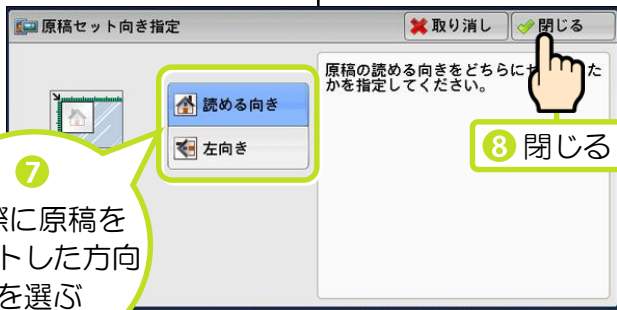 原稿セット向き指定
取り消し
閉じる
原稿の読める向きをどちらに
た
かを指定してください。
読める向き
左向き
8 閉じる
7
に原稿を
トした方向
を選ぶ